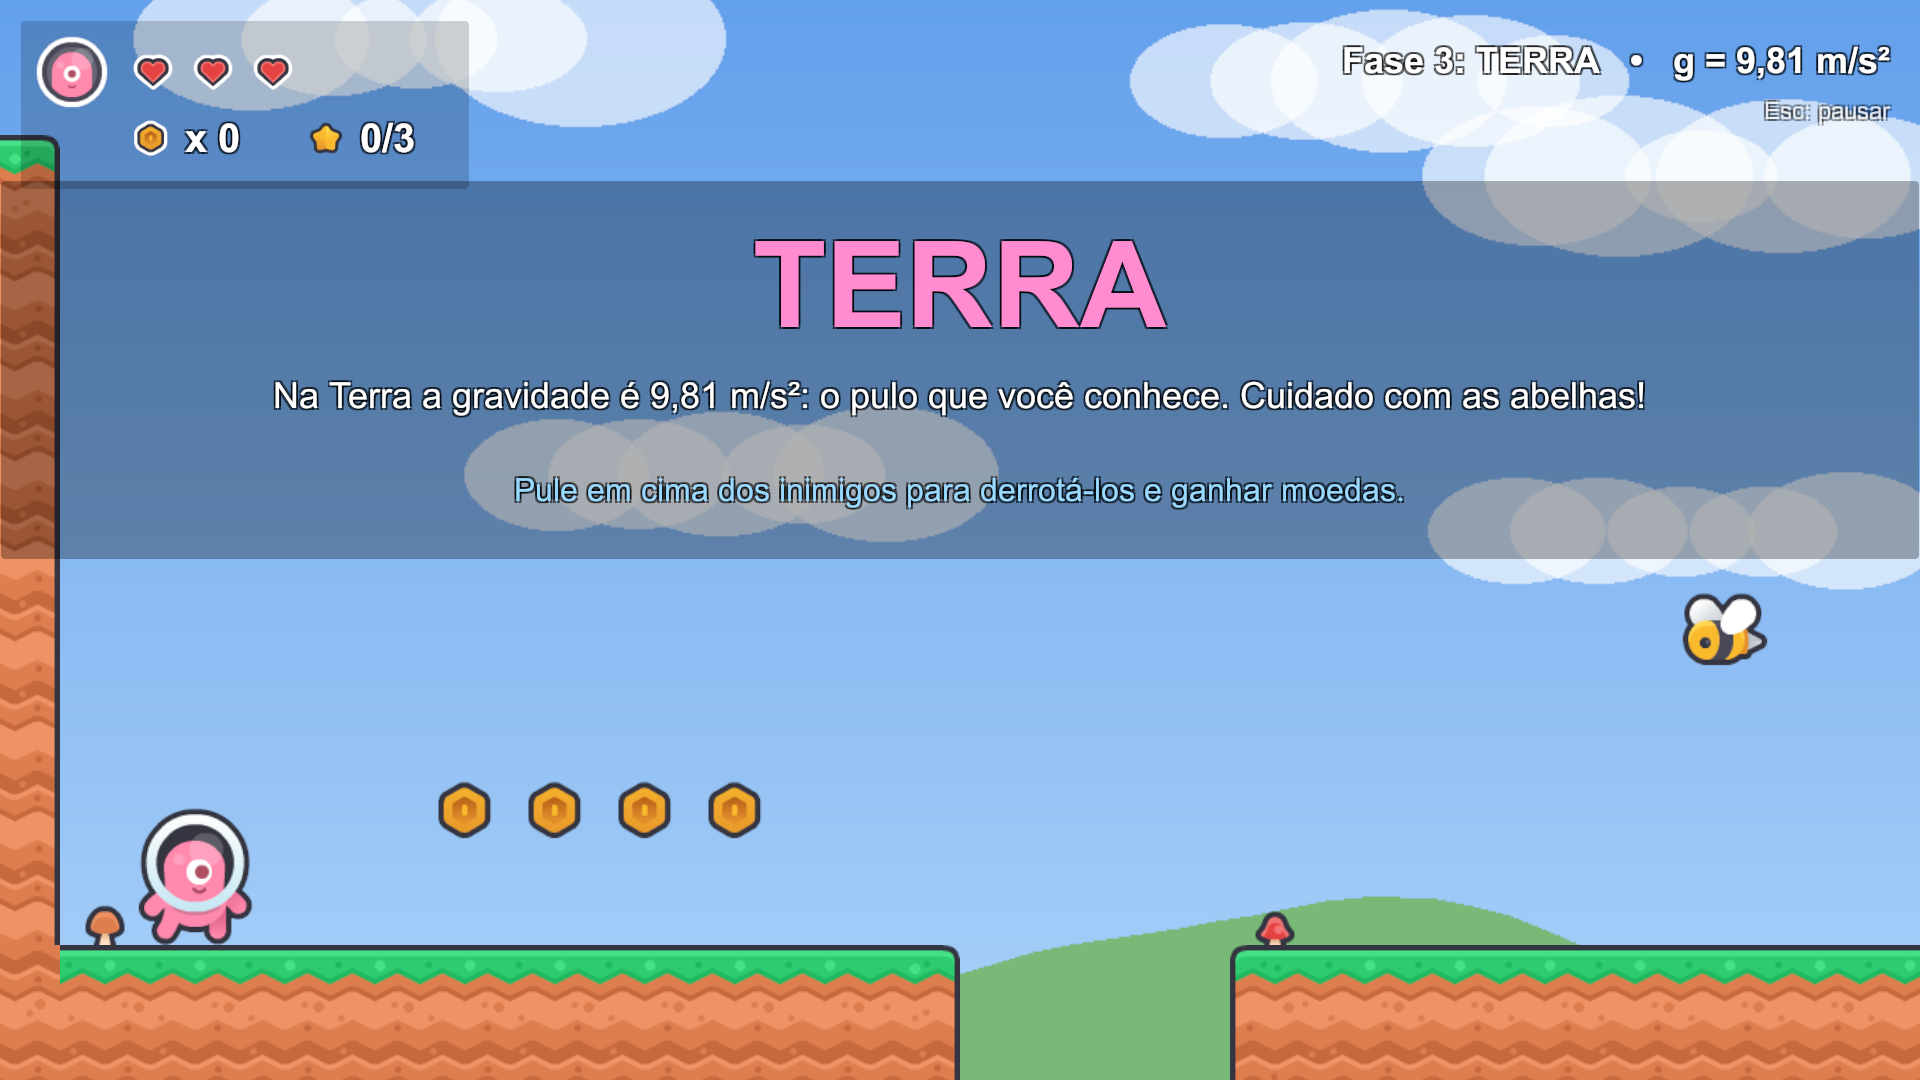 Fase 3: TERRA • g = 9,81 m/s²
Esc: pausar
x 0 0/3
TERRA
Na Terra a gravidade é 9,81 m/s²: o pulo que você conhece. Cuidado com as abelhas!
Pule em cima dos inimigos para derrotá-los e ganhar moedas.